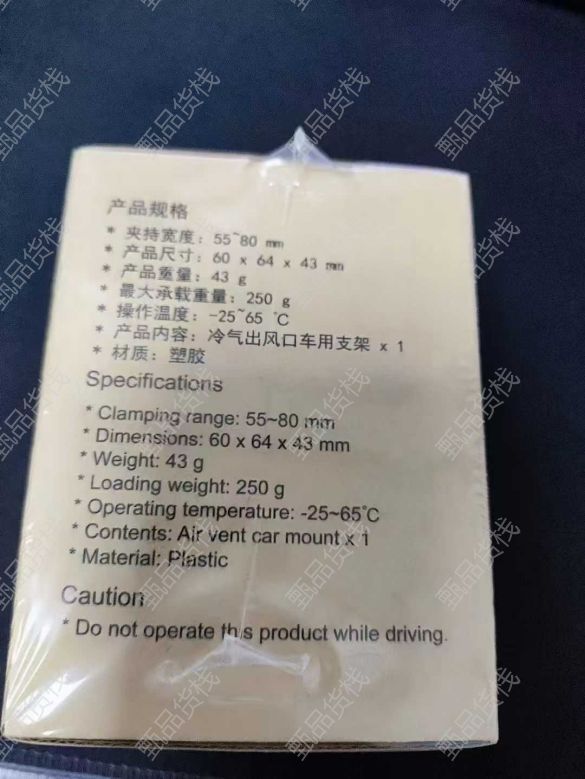 产品规格
* 夹持宽度：55~80 mm
* 产品尺寸：60 x 64 x 43 mm
* 产品重量：43 g
* 最大承载重量：250 g
* 操作温度：-25~65 °C
* 产品内容：冷气出风口车用支架 x 1
* 材质：塑胶
Specifications
* Clamping range: 55~80 mm
* Dimensions: 60 x 64 x 43 mm
* Weight: 43 g
* Loading weight: 250 g
* Operating temperature: -25~65°C
* Contents: Air vent car mount x 1
* Material: Plastic
Caution
* Do not operate this product while driving.
甄品货栈